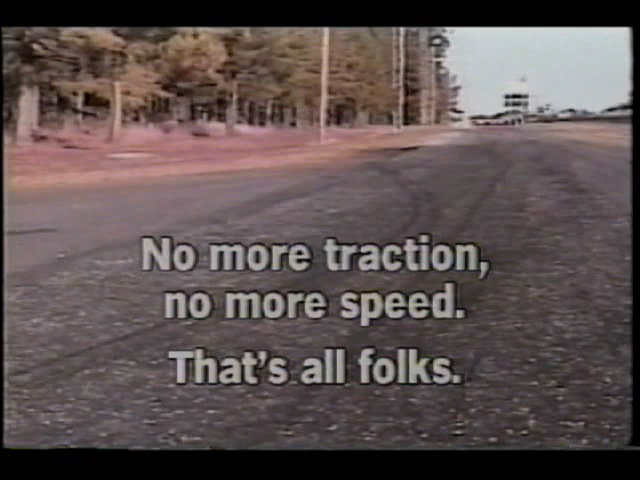 No more traction,
no more speed.
That's all folks.